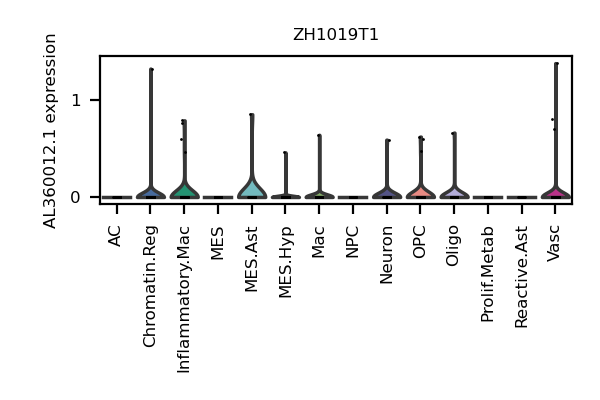 ZH1019T1
AL360012.1 expression
1
0
AC
Chromatin.Reg
Inflammatory.Mac
MES
MES.Ast
MES.Hyp
Mac
NPC
Neuron
OPC
Oligo
Prolif.Metab
Reactive.Ast
Vasc